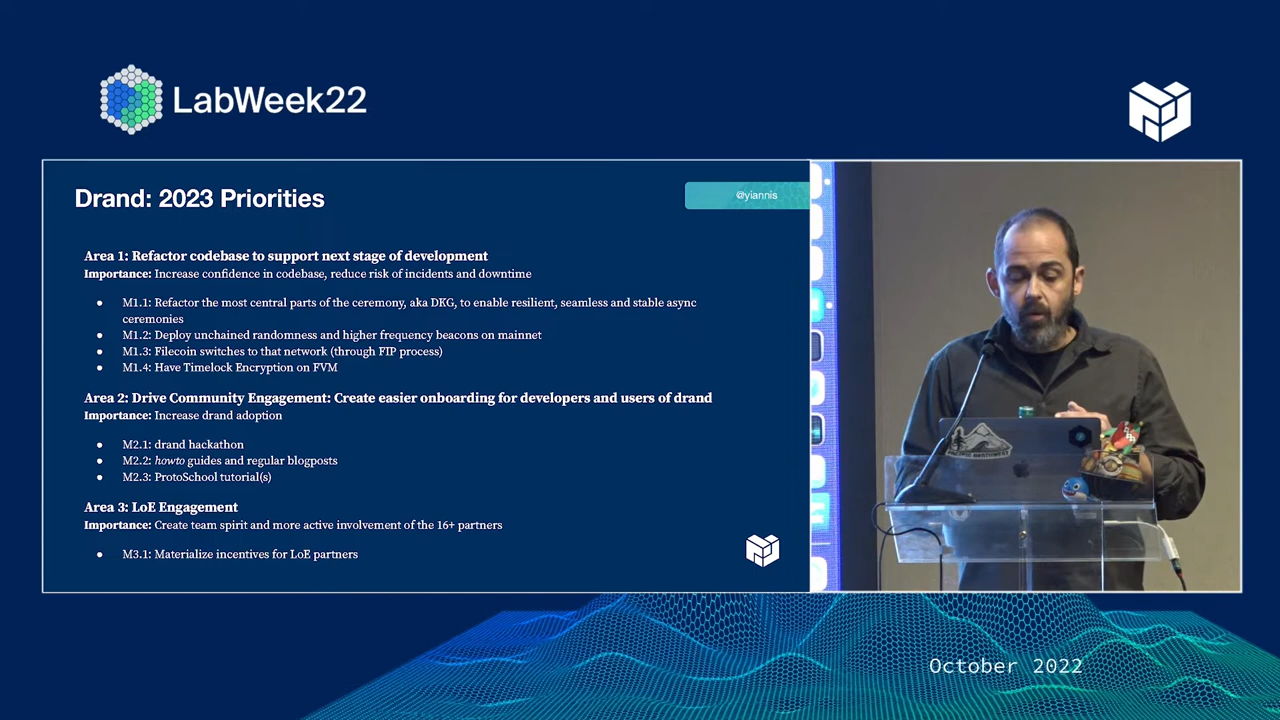 LabWeek22
Drand: 2023 Priorities
@yiannis
Area 1: Refactor codebase to support next stage of development
Importance: Increase confidence in codebase, reduce risk of incidents and downtime
● M1.1: Refactor the most central parts of the ceremony, aka DKG, to enable resilient, seamless and stable async
ceremonies
● M1.2: Deploy unchained randomness and higher frequency beacons on mainnet
● M1.3: Filecoin switches to that network (through FIP process)
● M1.4: Have Timelock Encryption on FVM
Area 2: Drive Community Engagement: Create easier onboarding for developers and users of drand
Importance: Increase drand adoption
● M2.1: drand hackathon
● M2.2: howto guides and regular blogposts
● M2.3: ProtoSchool tutorial(s)
Area 3: LoE Engagement
Importance: Create team spirit and more active involvement of the 16+ partners
● M3.1: Materialize incentives for LoE partners
PACIFIC NORTHWEST
October 2022